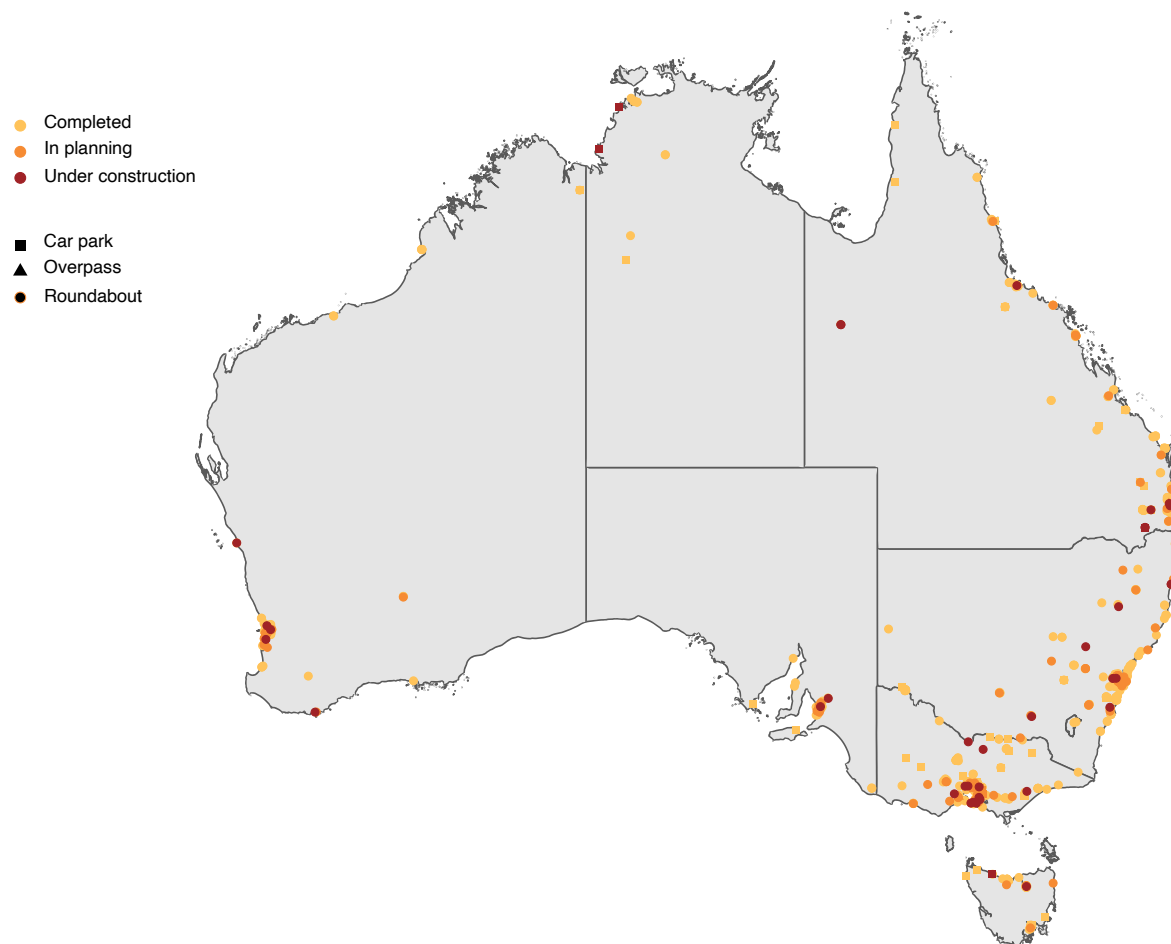 Completed
In planning
Under construction
Car park
Overpass
Roundabout